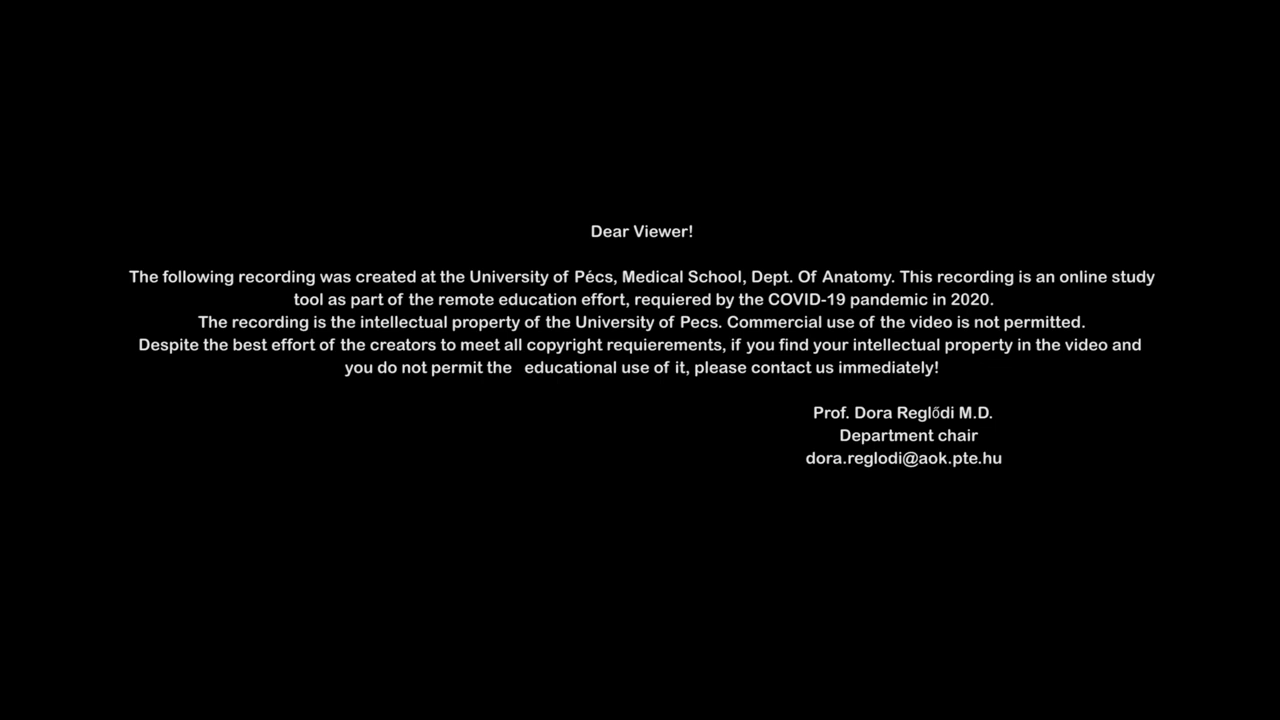 Dear Viewer!
The following recording was created at the University of Pécs, Medical School, Dept. Of Anatomy. This recording is an online study
tool as part of the remote education effort, requiered by the COVID-19 pandemic in 2020.
The recording is the intellectual property of the University of Pecs. Commercial use of the video is not permitted.
Despite the best effort of the creators to meet all copyright requierements, if you find your intellectual property in the video and
you do not permit the educational use of it, please contact us immediately!
Prof. Dora Reglődi M.D.
Department chair
dora.reglodi@aok.pte.hu